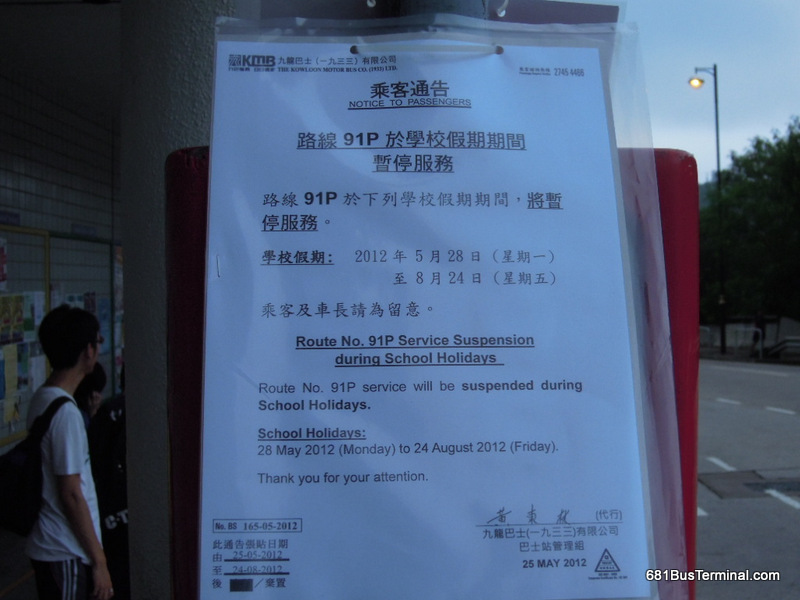 KMB 九龍巴士(一九三三)有限公司
THE KOWLOON MOTOR BUS CO. (1933) LTD.
2745 4466
乘客通告
NOTICE TO PASSENGERS
路線 91P 於學校假期期間
暫停服務
路線 91P 於下列學校假期期間,將暫
停服務。
學校假期: 2012 年 5 月 28 日 (星期一)
至 8 月 24 日 (星期五)
乘客及車長請為留意。
Route No. 91P Service Suspension
during School Holidays
Route No. 91P service will be suspended during
School Holidays.
School Holidays:
28 May 2012 (Monday) to 24 August 2012 (Friday).
Thank you for your attention.
No. BS 165-05-2012
此通告張貼日期
由 25-05-2012
至 24-08-2012
後 /棄置
(代行)
九龍巴士(一九三三)有限公司
巴士站管理組
25 MAY 2012
681BusTerminal.com